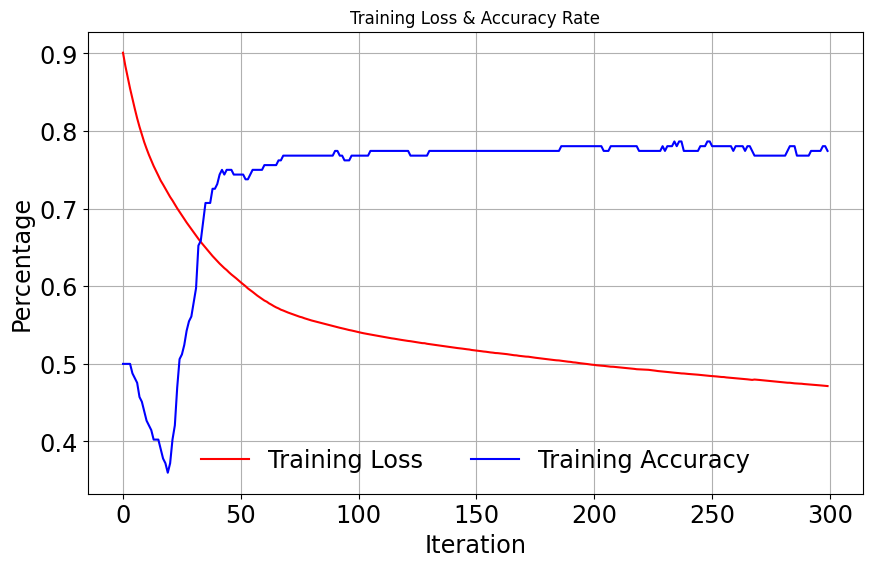 Training Loss & Accuracy Rate
0.9
0.8
0.7
0.6
0.5
0.4
Percentage
Training Loss
Training Accuracy
0
50
100
150
200
250
300
Iteration